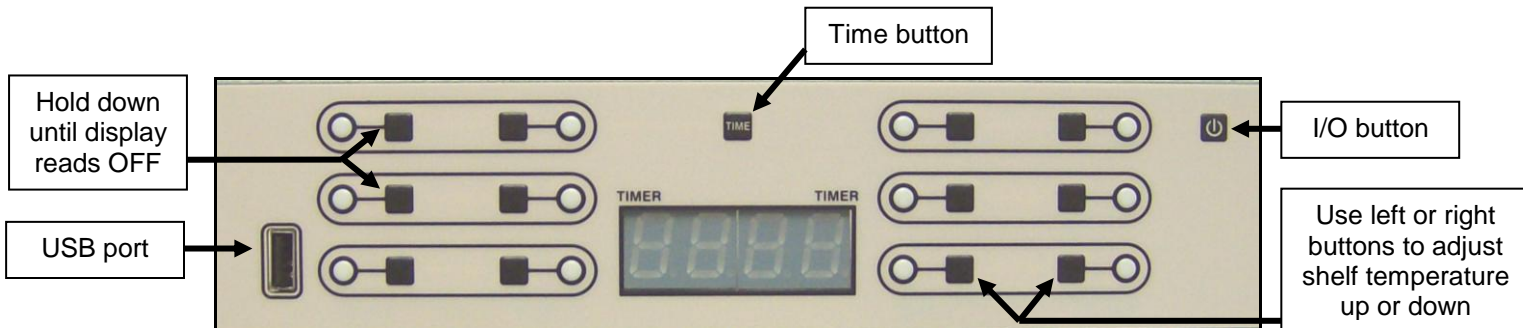 Time button
Hold down
until display
reads OFF
TIME
I/O button
TIMER TIMER
USB port
Use left or right
buttons to adjust
shelf temperature
up or down